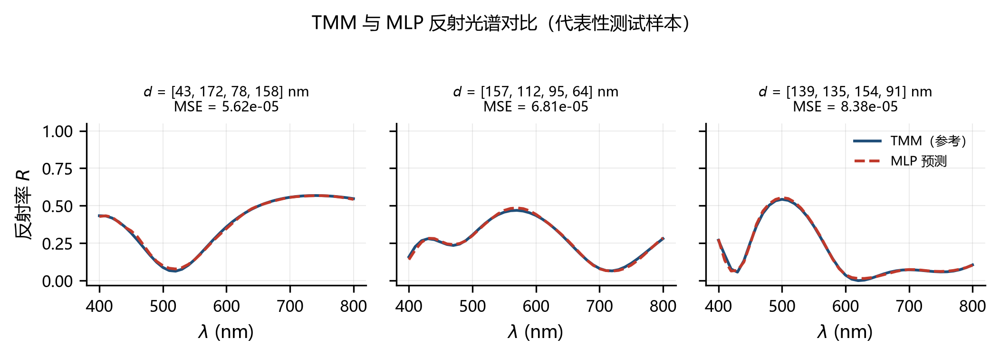 TMM 与 MLP 反射光谱对比（代表性测试样本）
d = [43, 172, 78, 158] nm
MSE = 5.62e-05
d = [157, 112, 95, 64] nm
MSE = 6.81e-05
d = [139, 135, 154, 91] nm
MSE = 8.38e-05
反射率 R
1.00
0.75
0.50
0.25
0.00
TMM（参考）
MLP 预测
400 500 600 700 800
400 500 600 700 800
400 500 600 700 800
λ (nm)
λ (nm)
λ (nm)